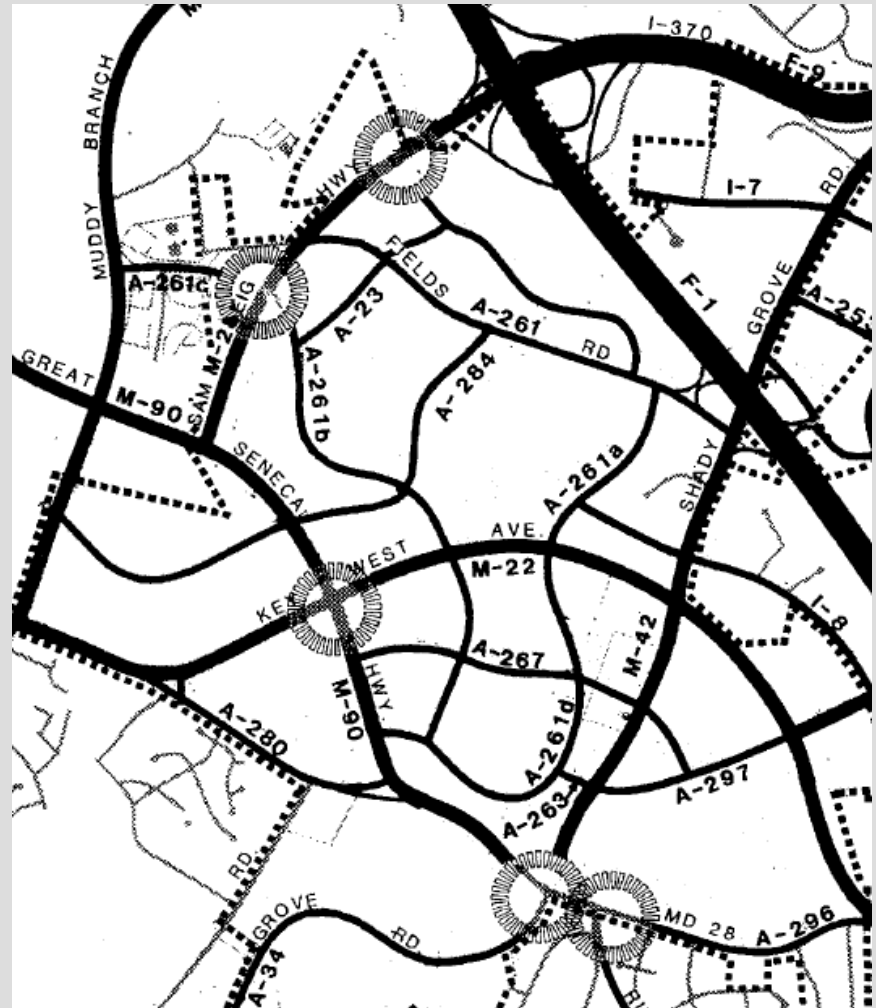 I-370
F-9
MUDDY BRANCH
HWY
I-7
RD
A-261c
FIELDS
F-1
GROVE
A-23
A-261
RD
SAM
EIG
M-90
GREAT
A-261b
A-284
SENECA
A-261a
SHADY
KEY WEST AVE.
M-22
I-8
M-42
A-267
HWY
M-90
A-280
A-261d
A-297
A-263
RD
GROVE
RD
MD 28
A-296
A-34